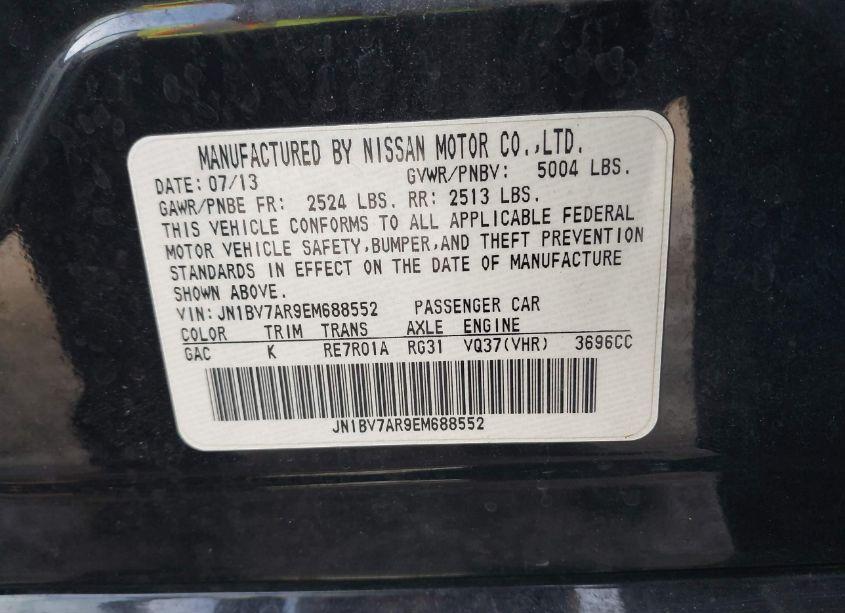 MANUFACTURED BY NISSAN MOTOR CO.,LTD.
DATE: 07/13 GVWR/PNBV: 5004 LBS.
GAWR/PNBE FR: 2524 LBS. RR: 2513 LBS.
THIS VEHICLE CONFORMS TO ALL APPLICABLE FEDERAL
MOTOR VEHICLE SAFETY,BUMPER,AND THEFT PREVENTION
STANDARDS IN EFFECT ON THE DATE OF MANUFACTURE
SHOWN ABOVE.
VIN: JN1BV7AR9EM688552 PASSENGER CAR
COLOR TRIM TRANS AXLE ENGINE
GAC K RE7R01A RG31 VQ37(VHR) 3696CC
JN1BV7AR9EM688552